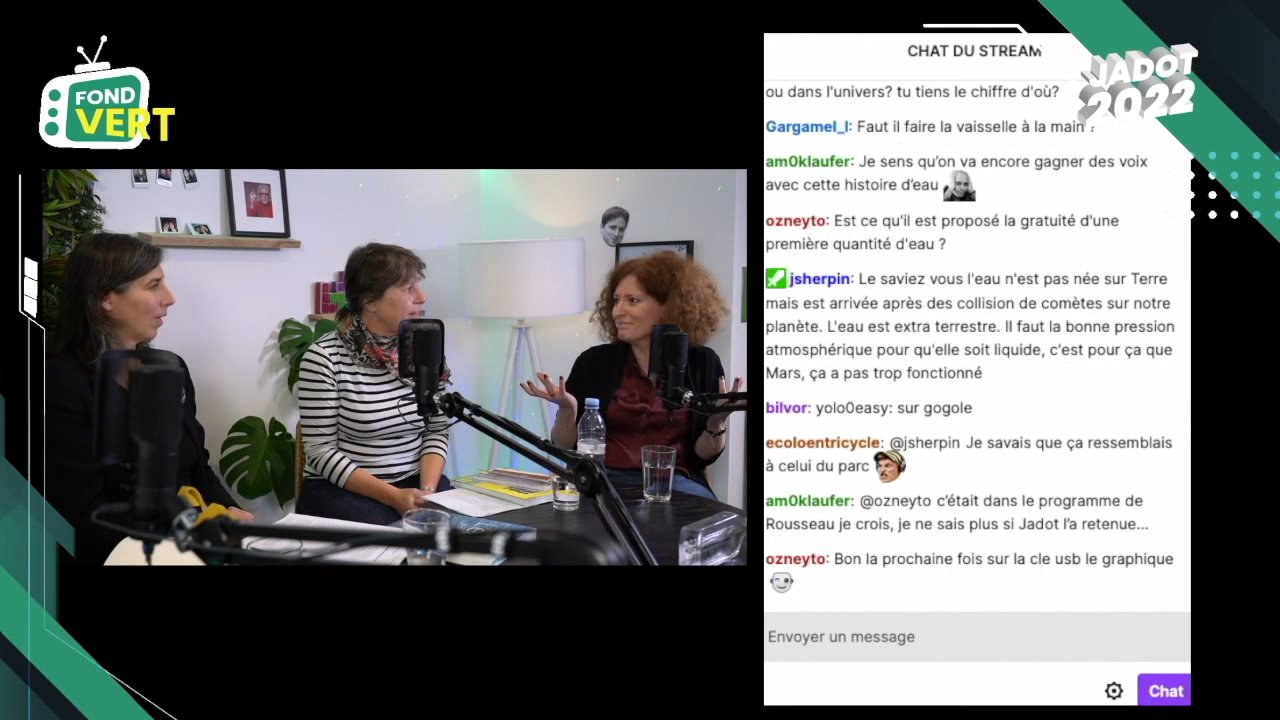 FOND
VERT
CHAT DU STREAM
JADOT
2022
ou dans l'univers? tu tiens le chiffre d'où?
Gargamel_I: Faut il faire la vaisselle à la main ?
am0klaufer: Je sens qu'on va encore gagner des voix
avec cette histoire d'eau
ozneyto: Est ce qu'il est proposé la gratuité d'une
première quantité d'eau ?
jsherpin: Le saviez vous l'eau n'est pas née sur Terre
mais est arrivée après des collision de comètes sur notre
planète. L'eau est extra terrestre. Il faut la bonne pression
atmosphérique pour qu'elle soit liquide, c'est pour ça que
Mars, ça a pas trop fonctionné
bilvor: yolo0easy: sur gogole
ecoloentricycle: @jsherpin Je savais que ça ressemblais
à celui du parc
am0klaufer: @ozneyto c'était dans le programme de
Rousseau je crois, je ne sais plus si Jadot l'a retenue...
ozneyto: Bon la prochaine fois sur la cle usb le graphique
Envoyer un message
Chat